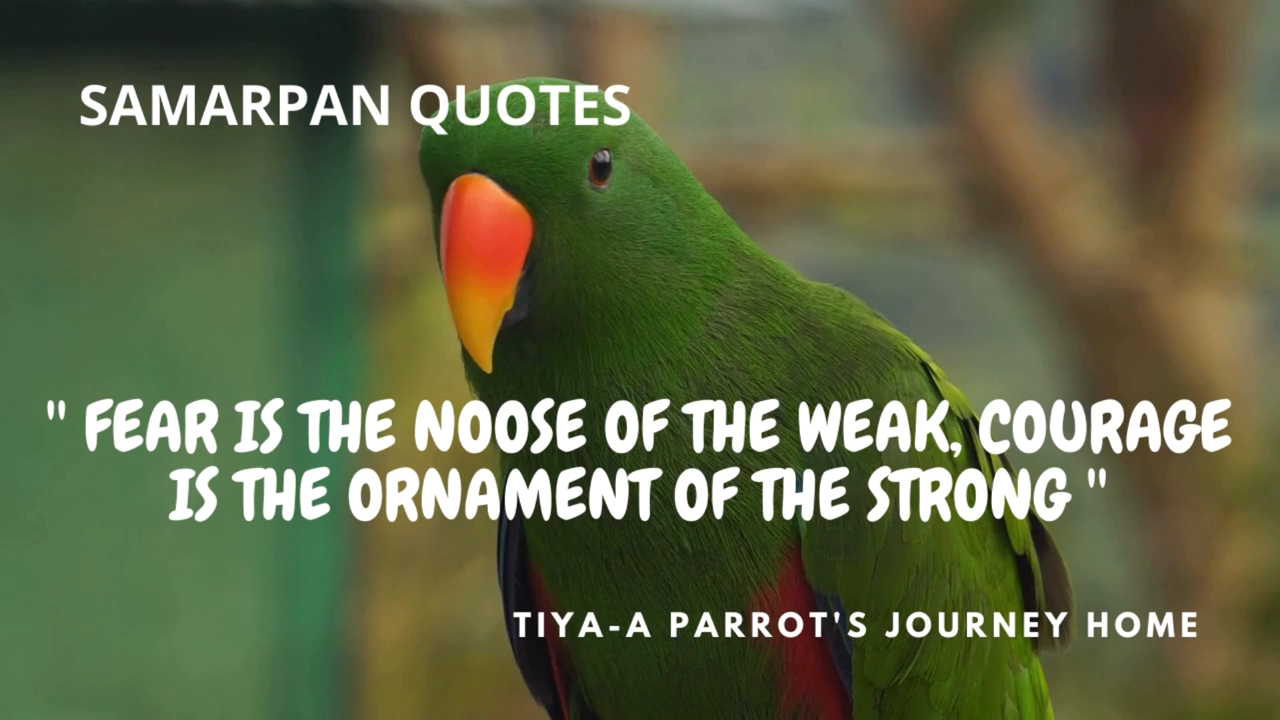 SAMARPAN QUOTES
" FEAR IS THE NOOSE OF THE WEAK, COURAGE
IS THE ORNAMENT OF THE STRONG "
TIYA-A PARROT'S JOURNEY HOME